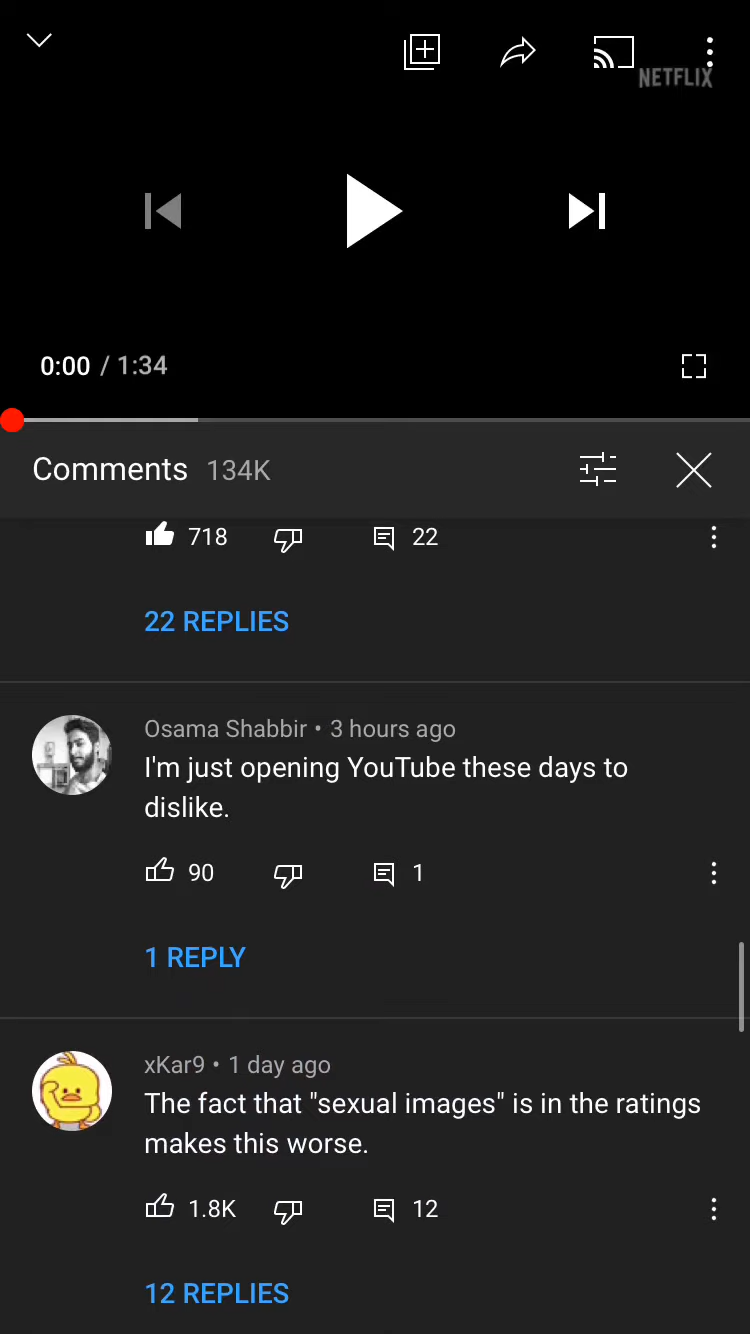 NETFLIX
0:00 / 1:34
Comments 134K
718 22
22 REPLIES
Osama Shabbir • 3 hours ago
I'm just opening YouTube these days to
dislike.
90 1
1 REPLY
xKar9 • 1 day ago
The fact that "sexual images" is in the ratings
makes this worse.
1.8K 12
12 REPLIES